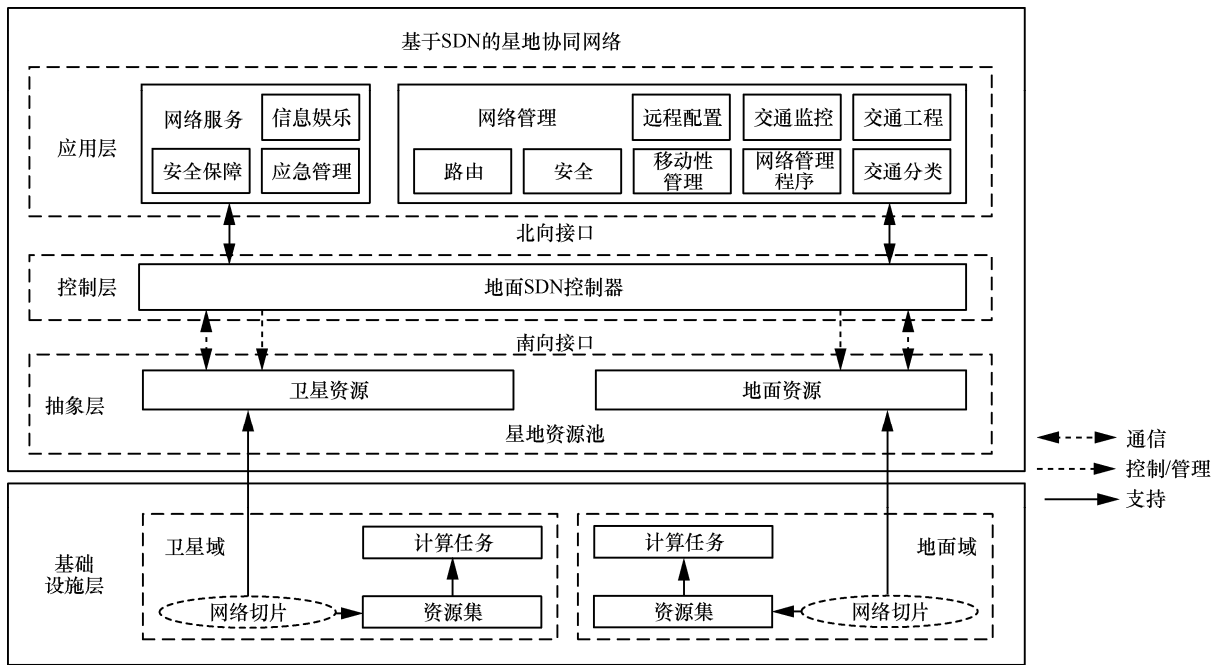 基于SDN的星地协同网络
应用层
网络服务
信息娱乐
安全保障
应急管理
网络管理
远程配置
交通监控
交通工程
路由
安全
移动性
管理
网络管理
程序
交通分类
北向接口
控制层
地面SDN控制器
南向接口
抽象层
卫星资源
地面资源
星地资源池
通信
控制/管理
支持
基础
设施层
卫星域
计算任务
网络切片
资源集
计算任务
地面域
资源集
网络切片